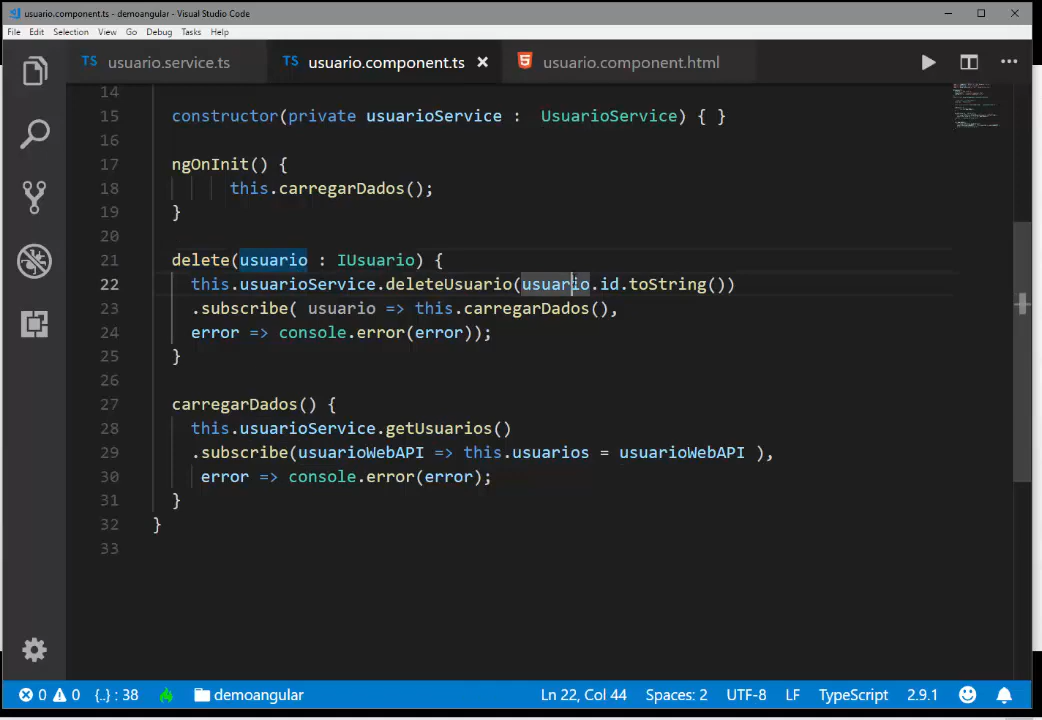 usuario.component.ts - demoangular - Visual Studio Code
File Edit Selection View Go Debug Tasks Help
TS usuario.service.ts TS usuario.component.ts usuario.component.html
14
15 constructor(private usuarioService :  UsuarioService) { }
16
17 ngOnInit() {
18 this.carregarDados();
19 }
20
21 delete(usuario : IUsuario) {
22 this.usuarioService.deleteUsuario(usuario.id.toString())
23 .subscribe( usuario => this.carregarDados(),
24 error => console.error(error));
25 }
26
27 carregarDados() {
28 this.usuarioService.getUsuarios()
29 .subscribe(usuarioWebAPI => this.usuarios = usuarioWebAPI ),
30 error => console.error(error);
31 }
32 }
33
0 0 {..} : 38 demoangular Ln 22, Col 44 Spaces: 2 UTF-8 LF TypeScript 2.9.1